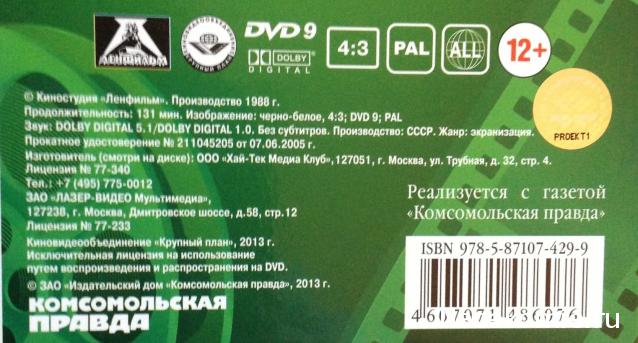 ЛЕНФИЛЬМ
DVD 9
DOLBY
DIGITAL
4:3
PAL
ALL
12+
PROEKT1
© Киностудия "Ленфильм". Производство 1988 г.
Продолжительность: 131 мин. Изображение: черно-белое, 4:3; DVD 9; PAL
Звук: DOLBY DIGITAL 5.1/DOLBY DIGITAL 1.0. Без субтитров. Производство: СССР. Жанр: экранизация.
Прокатное удостоверение № 211045205 от 07.06.2005 г.
Изготовитель (смотри на диске): ООО «Хай-Тек Медиа Клуб»,127051, г. Москва, ул. Трубная, д. 32, стр. 4.
Лицензия № 77-340
Тел.: +7 (495) 775-0012
ЗАО «ЛАЗЕР-ВИДЕО Мультимедиа»,
127238, г. Москва, Дмитровское шоссе, д.58, стр.12
Лицензия № 77-233
Киновидеообъединение «Крупный план», 2013 г.
Исключительная лицензия на использование
путем воспроизведения и распространения на DVD.
© ЗАО «Издательский дом «Комсомольская правда», 2013 г.
КОМСОМОЛЬСКАЯ
ПРАВДА
Реализуется с газетой
«Комсомольская правда»
ISBN 978-5-87107-429-9
4607071486076